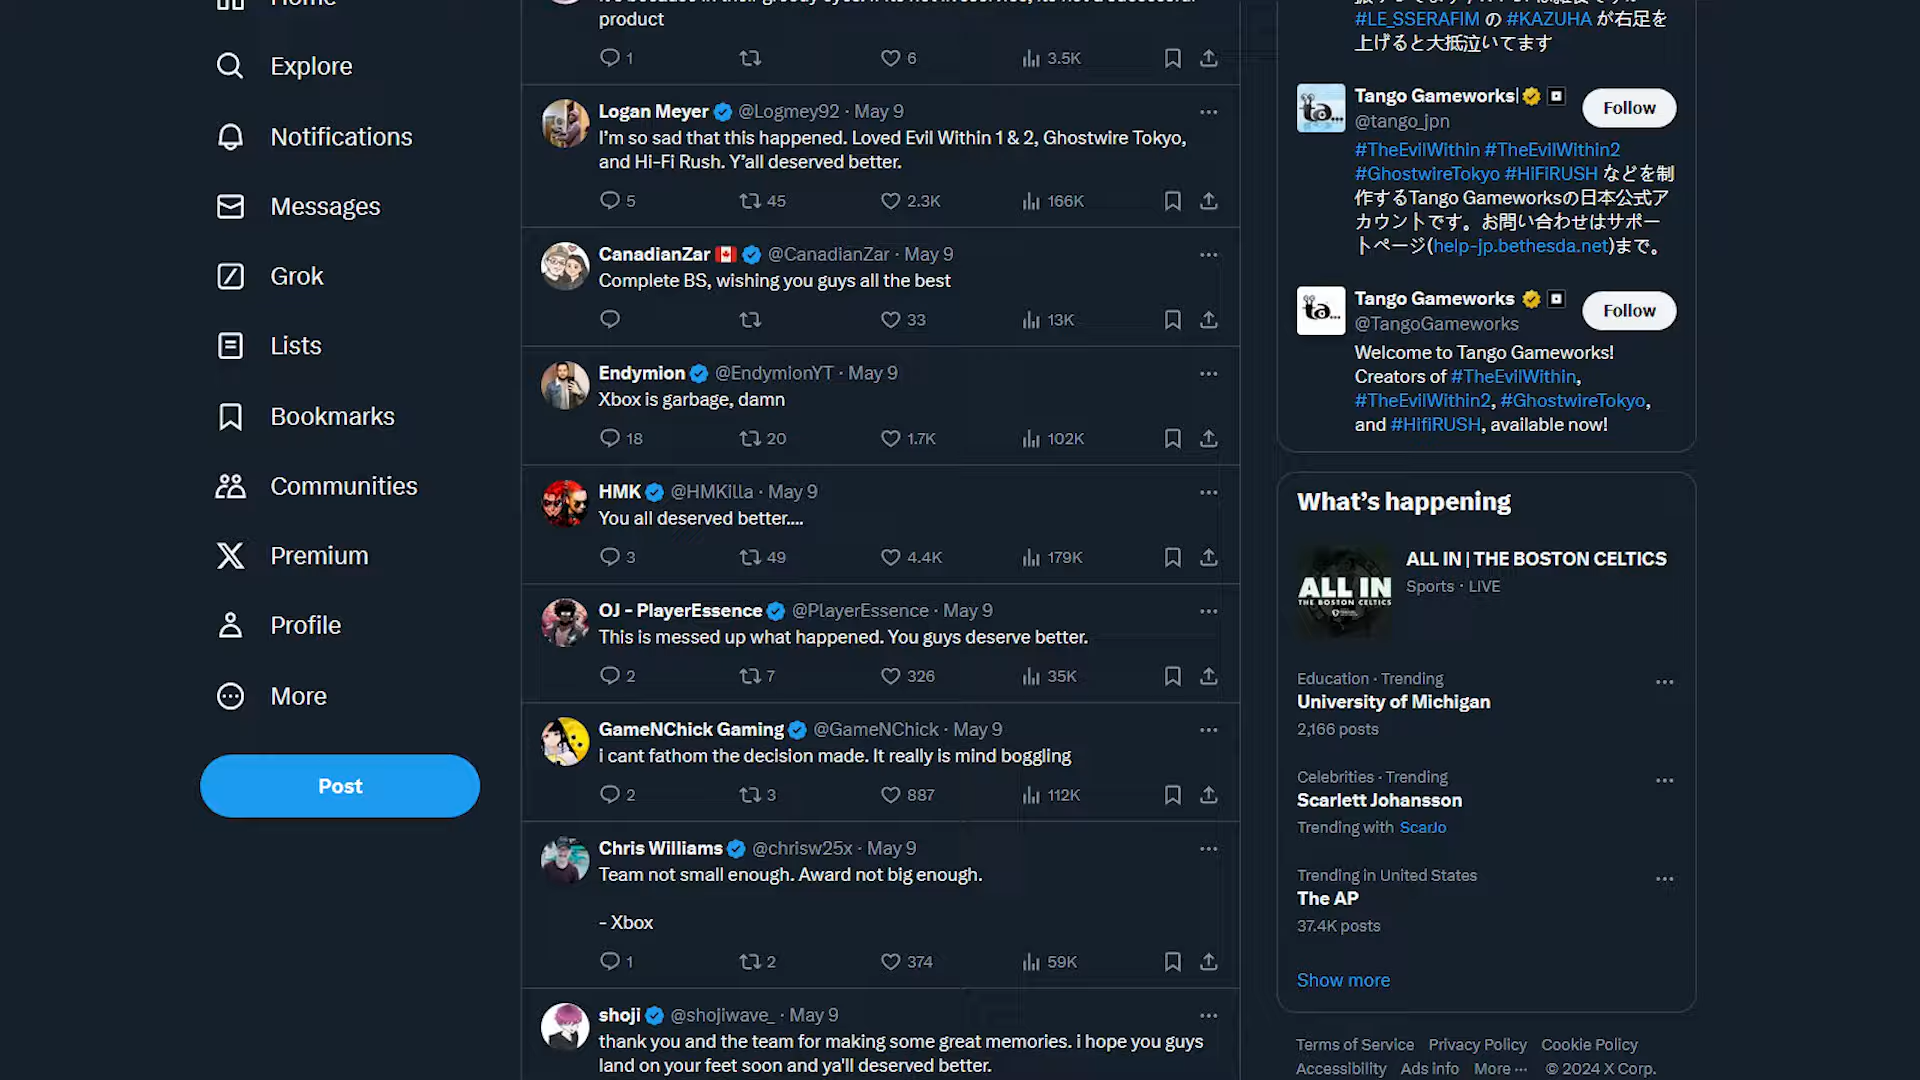 Explore
Notifications
Messages
Grok
Lists
Bookmarks
Communities
Premium
Profile
More
Post
product
1
6
3.5K
Logan Meyer @Logmey92 · May 9
I'm so sad that this happened. Loved Evil Within 1 & 2, Ghostwire Tokyo,
and Hi-Fi Rush. Y'all deserved better.
5
45
2.3K
166K
CanadianZar @CanadianZar · May 9
Complete BS, wishing you guys all the best
33
13K
Endymion @EndymionYT · May 9
Xbox is garbage, damn
18
20
1.7K
102K
HMK @HMKilla · May 9
You all deserved better....
3
49
4.4K
179K
OJ - PlayerEssence @PlayerEssence · May 9
This is messed up what happened. You guys deserve better.
2
7
326
35K
GameNChick Gaming @GameNChick · May 9
i cant fathom the decision made. It really is mind boggling
2
3
887
112K
Chris Williams @chrisw25x · May 9
Team not small enough. Award not big enough.
- Xbox
1
2
374
59K
shoji @shojiwave_ · May 9
thank you and the team for making some great memories. i hope you guys
land on your feet soon and ya'll deserved better.
#LE_SSERAFIM の #KAZUHA が右足を
上げると大抵泣いてます
Tango Gameworks|
@tango_jpn
Follow
#TheEvilWithin #TheEvilWithin2
#GhostwireTokyo #HiFiRUSH などを制
作するTango Gameworksの日本公式ア
カウントです。お問い合わせはサポー
トページ(help-jp.bethesda.net)まで。
Tango Gameworks
@TangoGameworks
Follow
Welcome to Tango Gameworks!
Creators of #TheEvilWithin,
#TheEvilWithin2, #GhostwireTokyo,
and #HifiRUSH, available now!
What's happening
ALL IN
THE BOSTON CELTICS
ALL IN | THE BOSTON CELTICS
Sports · LIVE
Education · Trending
University of Michigan
2,166 posts
Celebrities · Trending
Scarlett Johansson
Trending with ScarJo
Trending in United States
The AP
37.4K posts
Show more
Terms of Service Privacy Policy Cookie Policy
Accessibility Ads info More ··· © 2024 X Corp.